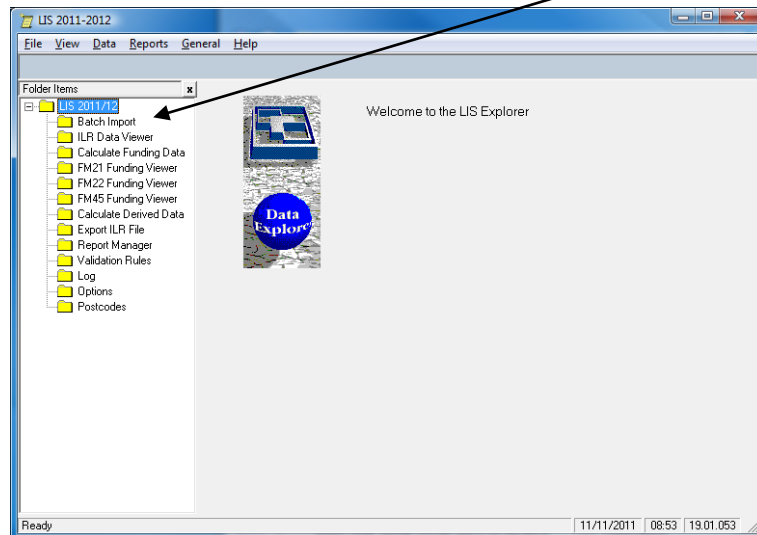 LIS 2011-2012
File View Data Reports General Help
Folder Items x
LIS 2011/12
Batch Import
ILR Data Viewer
Calculate Funding Data
FM21 Funding Viewer
FM22 Funding Viewer
FM45 Funding Viewer
Calculate Derived Data
Export ILR File
Report Manager
Validation Rules
Log
Options
Postcodes
Welcome to the LIS Explorer
Data
Explorer
Ready 11/11/2011 08:53 19.01.053